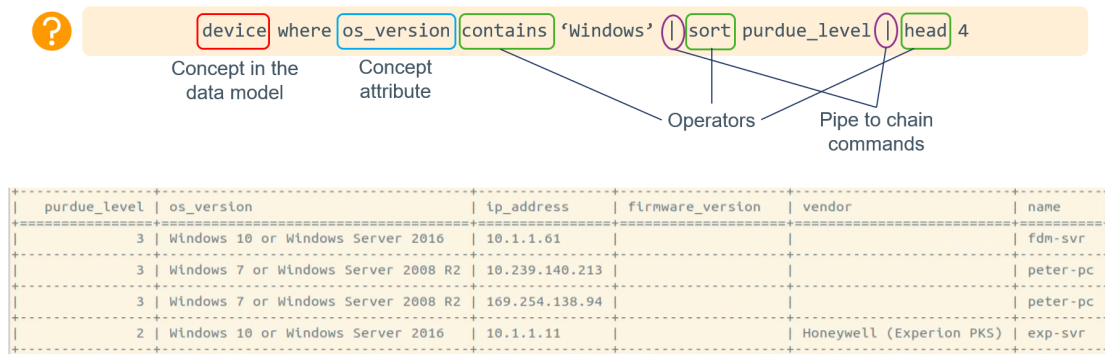 ?
device where os_version contains ‘Windows’ | sort purdue_level | head 4
Concept in the
data model
Concept
attribute
Operators
Pipe to chain
commands
| purdue_level | os_version | ip_address | firmware_version | vendor | name
| 3 | Windows 10 or Windows Server 2016 | 10.1.1.61 | | | fdm-svr
| 3 | Windows 7 or Windows Server 2008 R2 | 10.239.140.213 | | | peter-pc
| 3 | Windows 7 or Windows Server 2008 R2 | 169.254.138.94 | | | peter-pc
| 2 | Windows 10 or Windows Server 2016 | 10.1.1.11 | | Honeywell (Experion PKS) | exp-svr